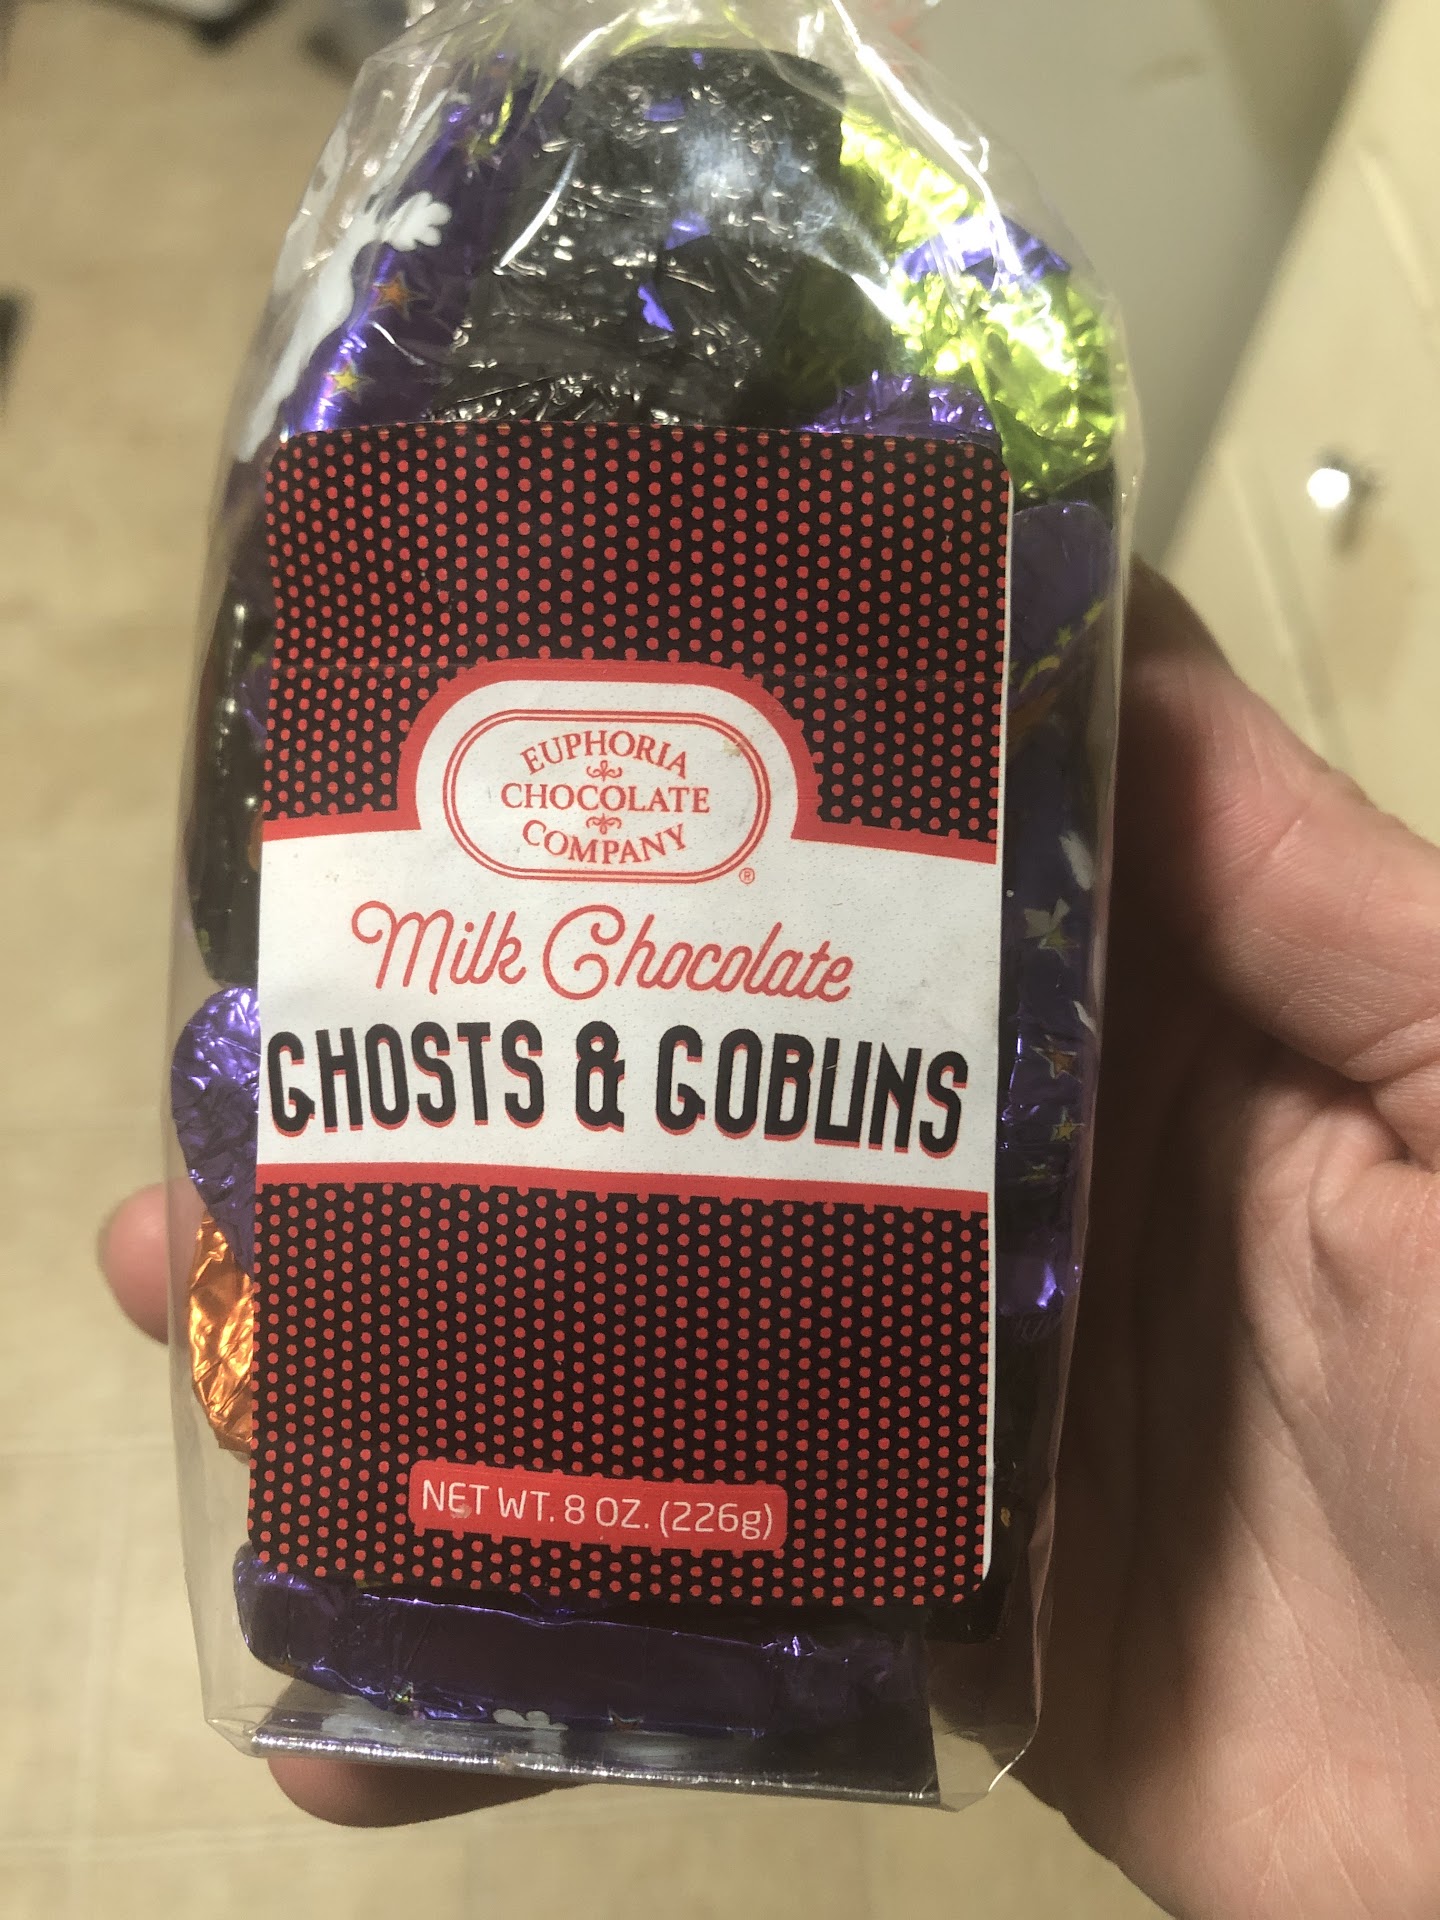 EUPHORIA
CHOCOLATE
COMPANY
®
Milk Chocolate
GHOSTS & GOBLINS
NET WT. 8 OZ. (226g)